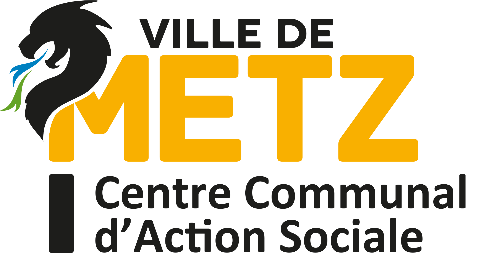 VILLE DE
METZ
Centre Communal
d'Action Sociale